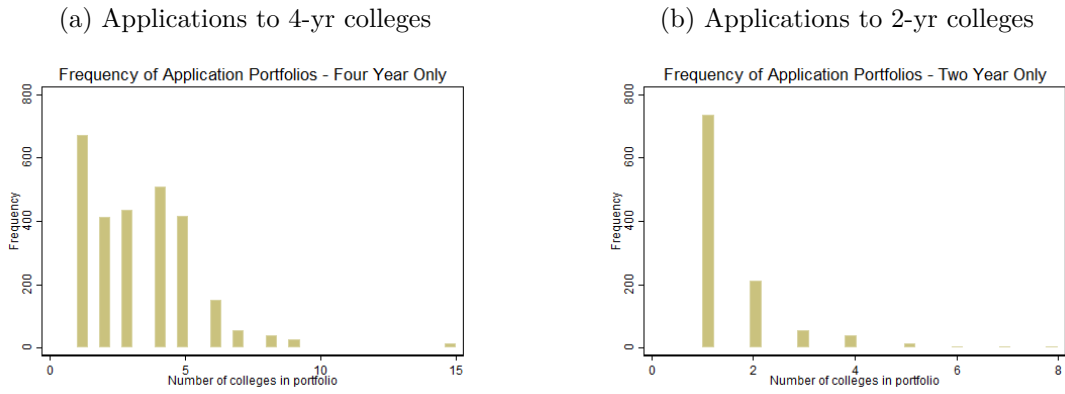 (a) Applications to 4-yr colleges
Frequency of Application Portfolios - Four Year Only
800
600
400
200
0
Frequency
0 5 10 15
Number of colleges in portfolio
(b) Applications to 2-yr colleges
Frequency of Application Portfolios - Two Year Only
800
600
400
200
0
Frequency
0 2 4 6 8
Number of colleges in portfolio